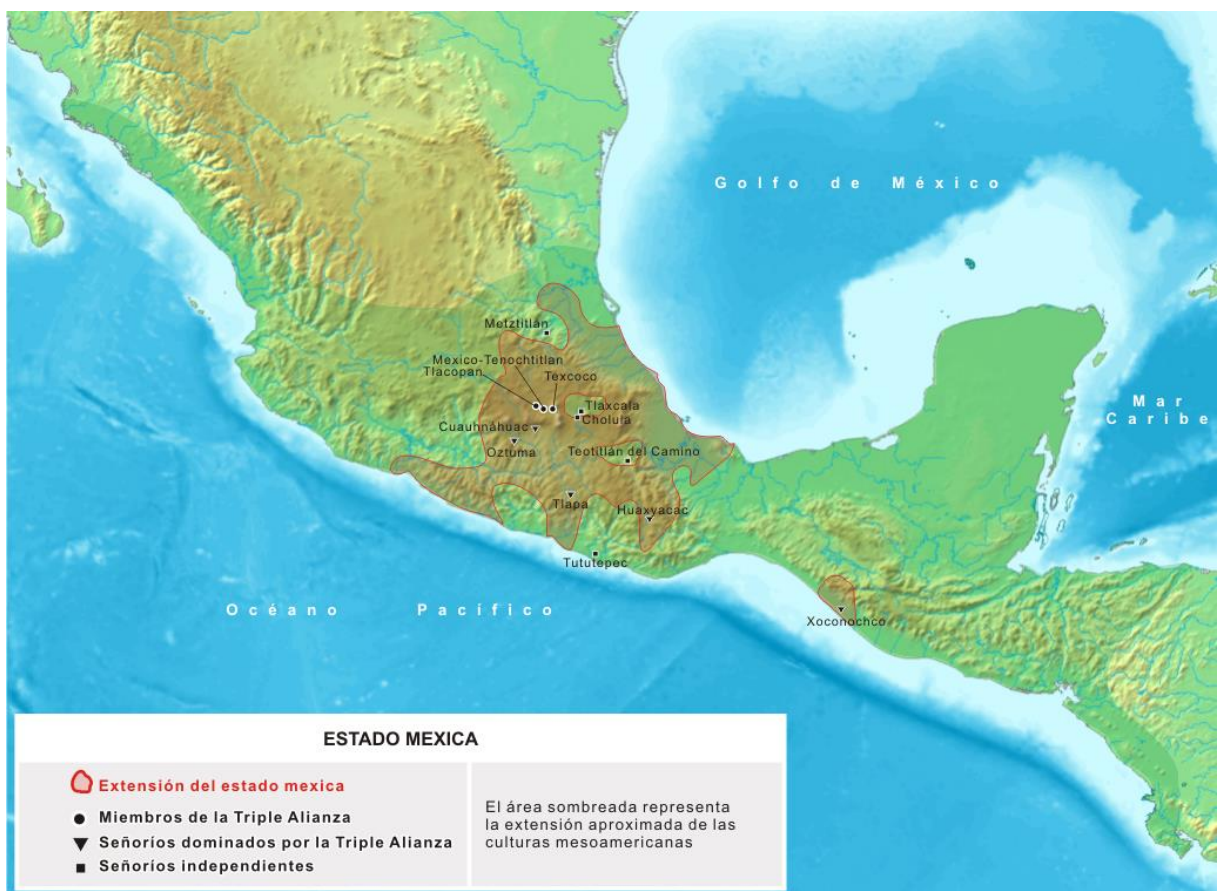 Golfo de México
Metztitlán
Mexico-Tenochtitlan
Tlacopan
Texcoco
Tlaxcala
Cholula
Mar
Caribe
Cuauhnáhuac
Oztuma
Teotitlán del Camino
Tlapa
Huaxyacac
Tututepec
Océano Pacífico
Xoconochco
ESTADO MEXICA
Extensión del estado mexica
Miembros de la Triple Alianza
Señoríos dominados por la Triple Alianza
Señoríos independientes
El área sombreada representa
la extensión aproximada de las
culturas mesoamericanas